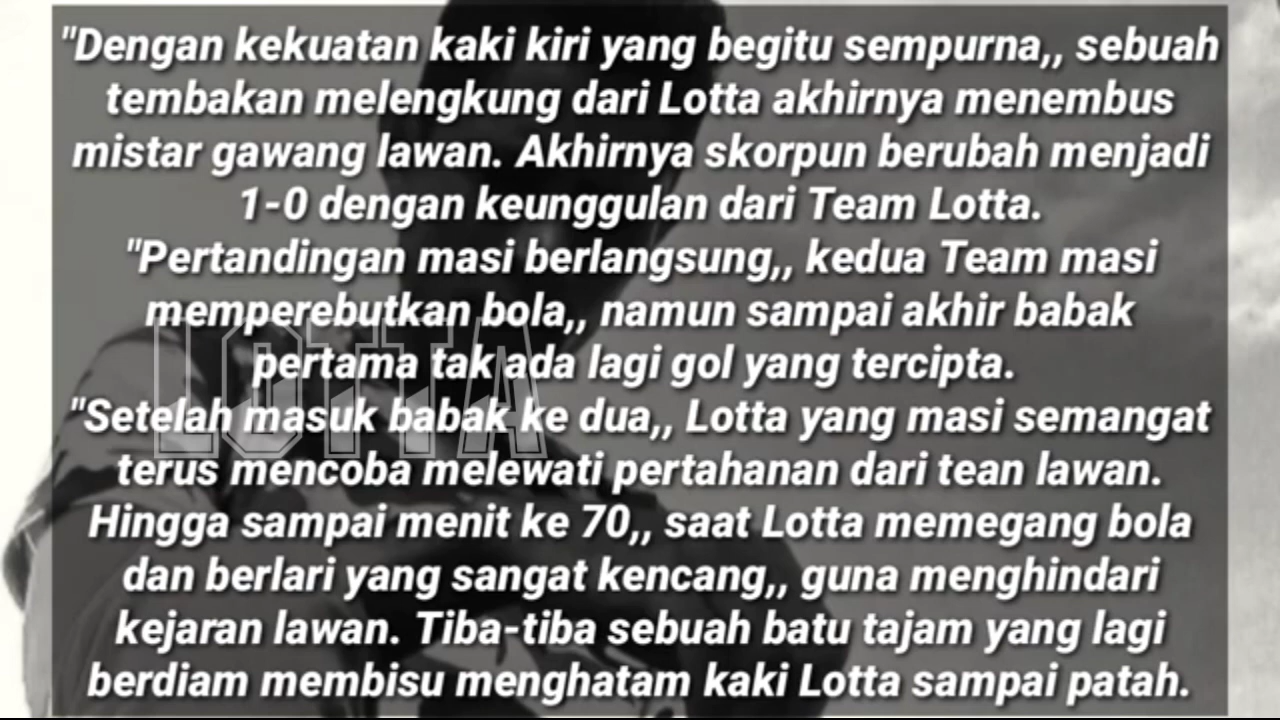 "Dengan kekuatan kaki kiri yang begitu sempurna,, sebuah
tembakan melengkung dari Lotta akhirnya menembus
mistar gawang lawan. Akhirnya skorpun berubah menjadi
1-0 dengan keunggulan dari Team Lotta.
"Pertandingan masi berlangsung,, kedua Team masi
memperebutkan bola,, namun sampai akhir babak
pertama tak ada lagi gol yang tercipta.
"Setelah masuk babak ke dua,, Lotta yang masi semangat
terus mencoba melewati pertahanan dari tean lawan.
Hingga sampai menit ke 70,, saat Lotta memegang bola
dan berlari yang sangat kencang,, guna menghindari
kejaran lawan. Tiba-tiba sebuah batu tajam yang lagi
berdiam membisu menghatam kaki Lotta sampai patah.
LOTTA